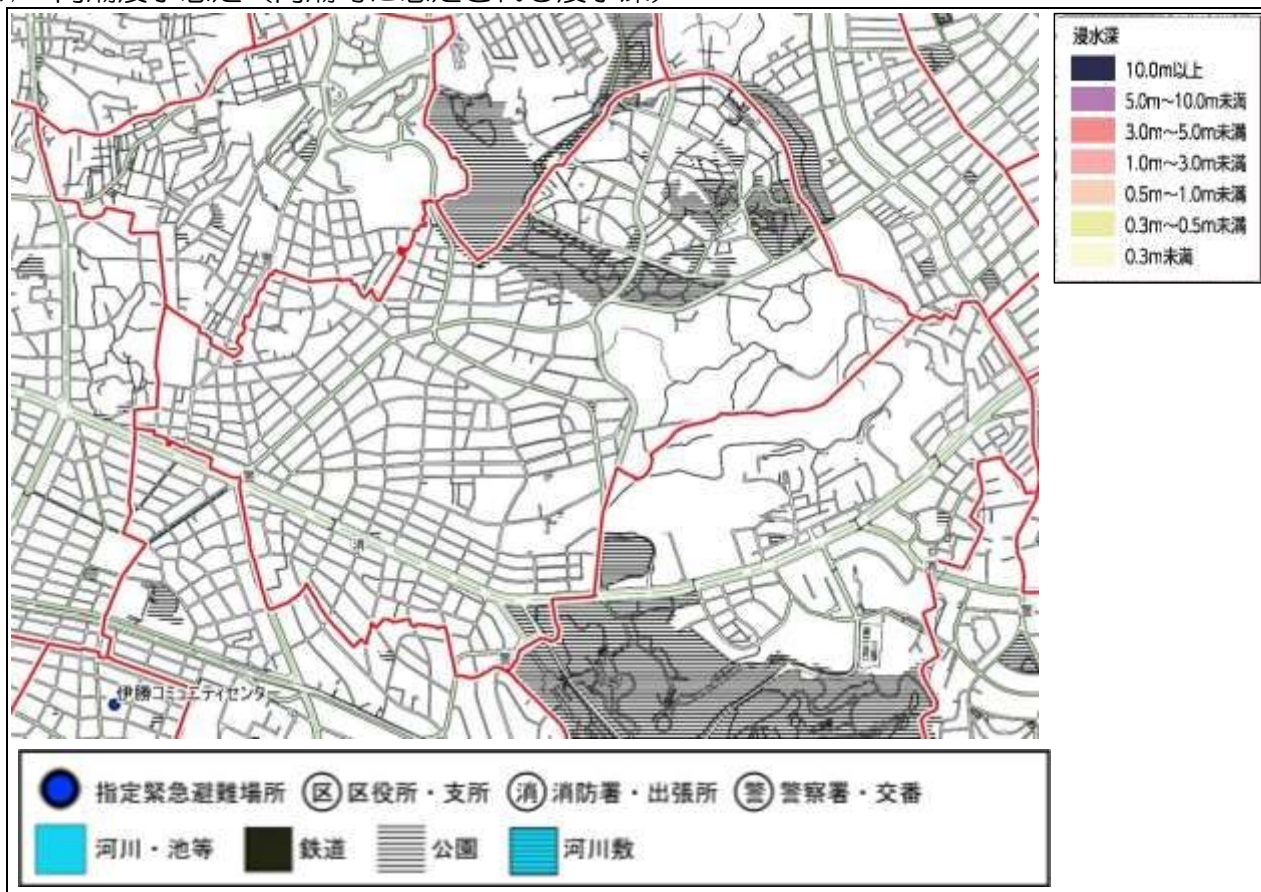 浸水深
10.0m以上
5.0m～10.0m未満
3.0m～5.0m未満
1.0m～3.0m未満
0.5m～1.0m未満
0.3m～0.5m未満
0.3m未満
消
伊勝コミュニティセンター
指定緊急避難場所 区 区役所・支所 消 消防署・出張所 警 警察署・交番
河川・池等 鉄道 公園 河川敷